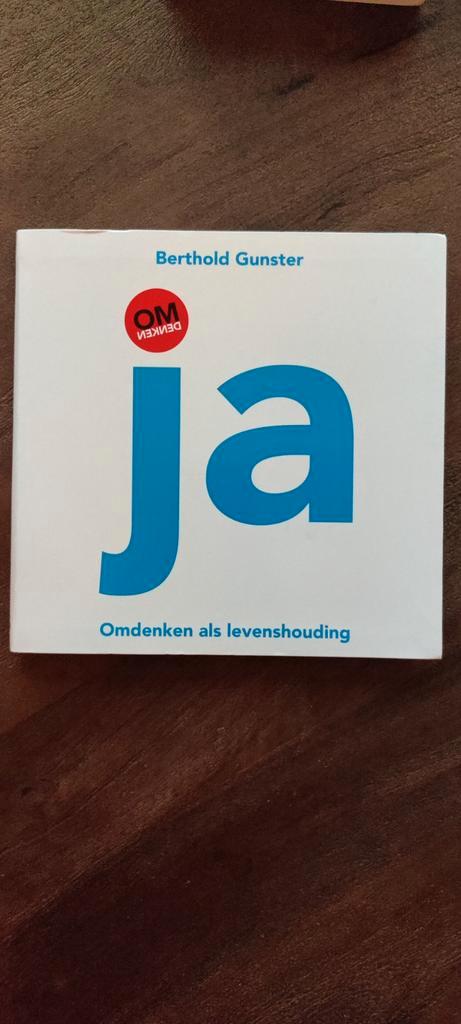 Berthold Gunster
OM
DENKEN
ja
Omdenken als levenshouding